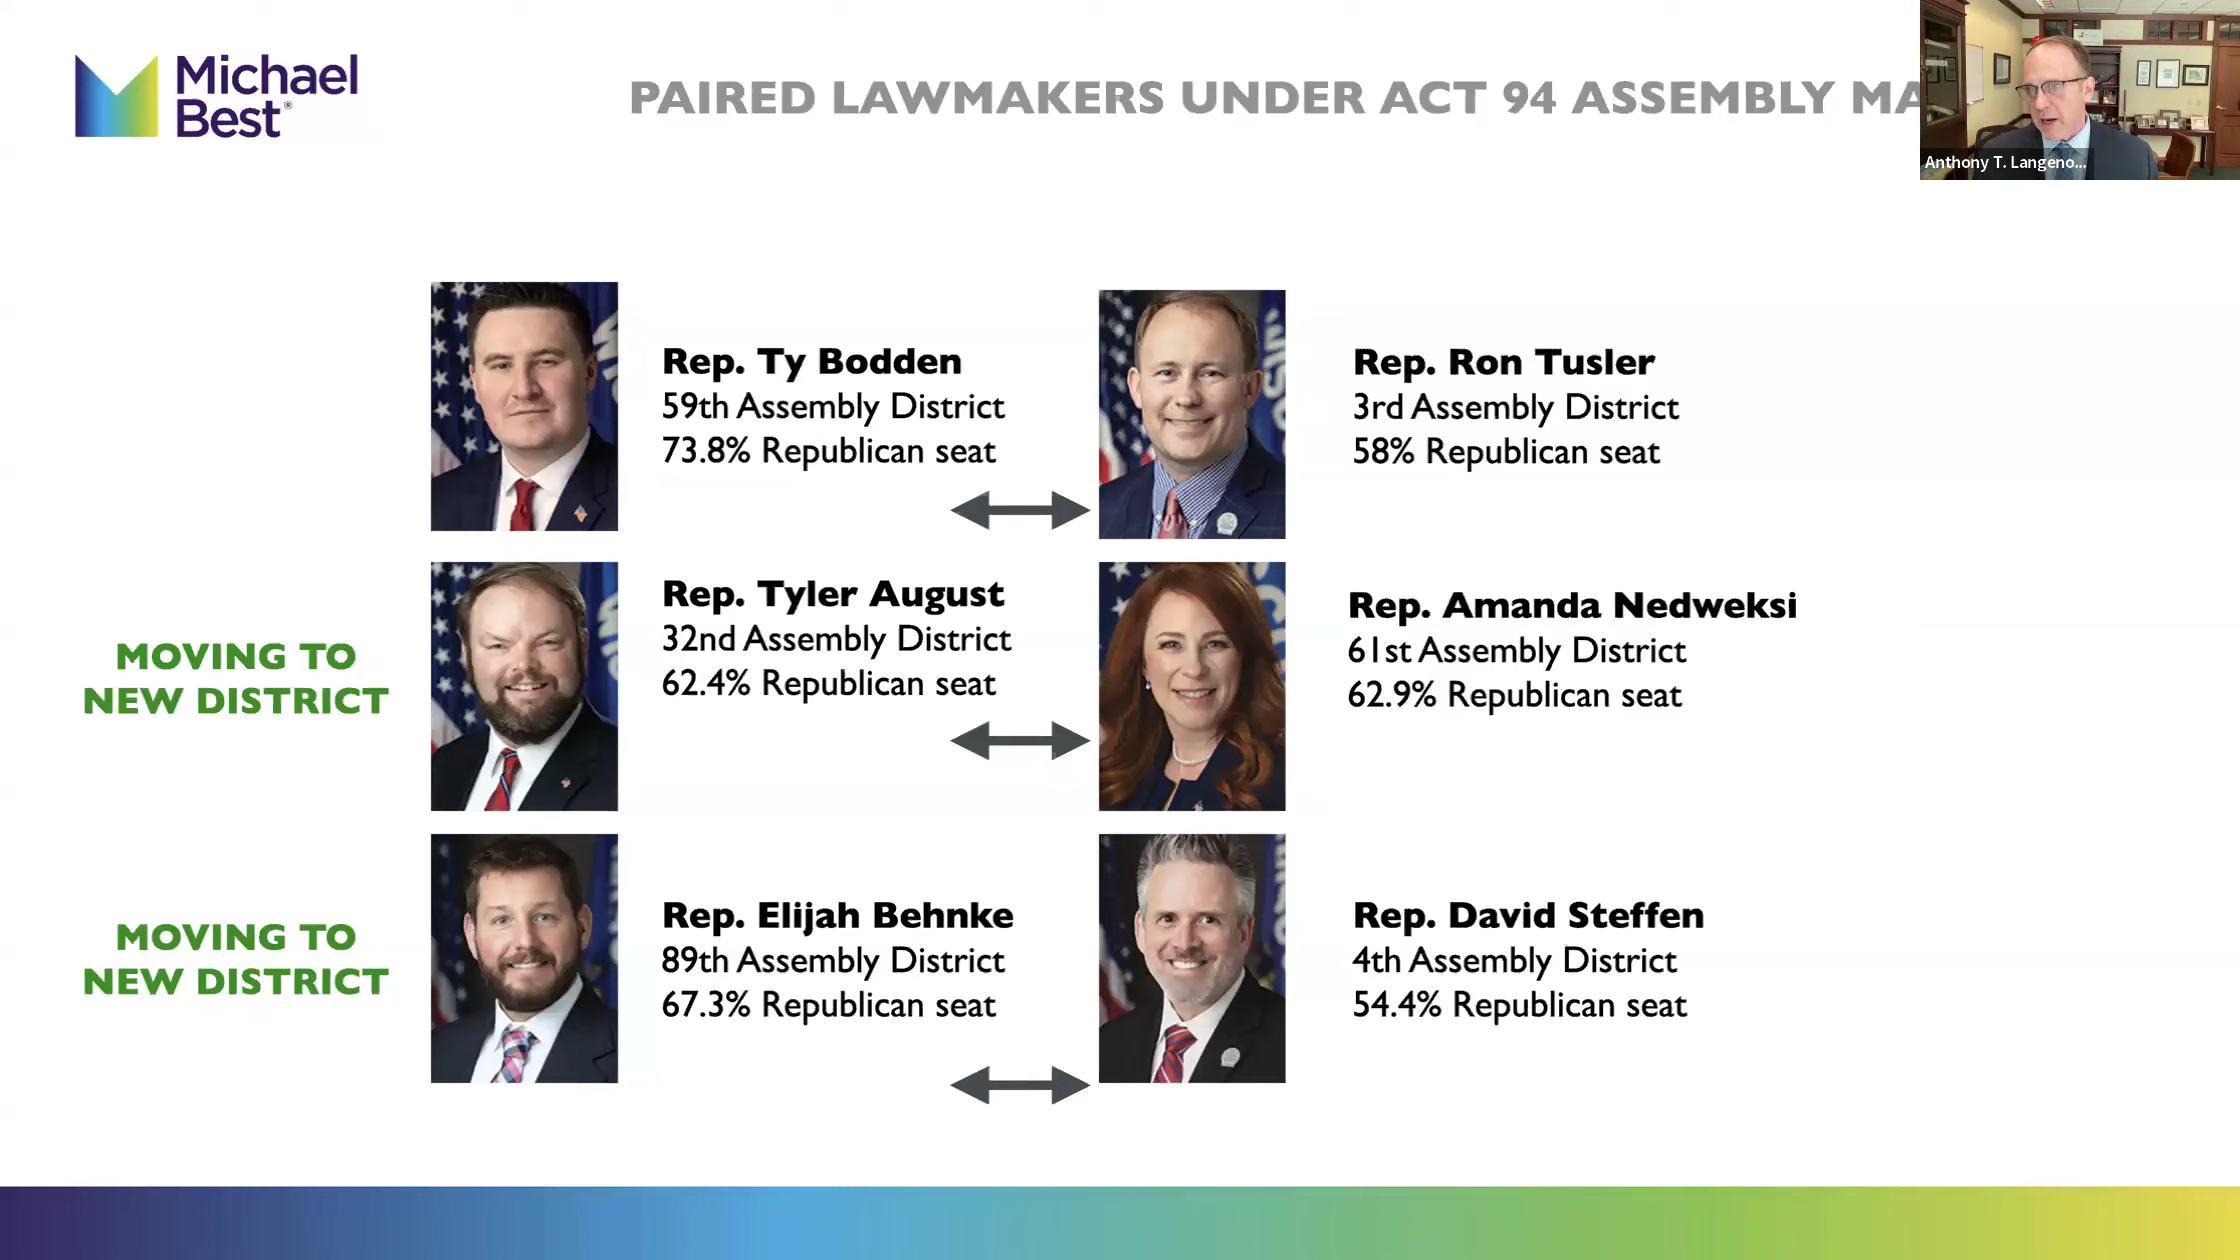 Michael
Best®
PAIRED LAWMAKERS UNDER ACT 94 ASSEMBLY MA
Anthony T. Langeno...
Rep. Ty Bodden
59th Assembly District
73.8% Republican seat
Rep. Ron Tusler
3rd Assembly District
58% Republican seat
MOVING TO
NEW DISTRICT
Rep. Tyler August
32nd Assembly District
62.4% Republican seat
Rep. Amanda Nedweksi
61st Assembly District
62.9% Republican seat
MOVING TO
NEW DISTRICT
Rep. Elijah Behnke
89th Assembly District
67.3% Republican seat
Rep. David Steffen
4th Assembly District
54.4% Republican seat